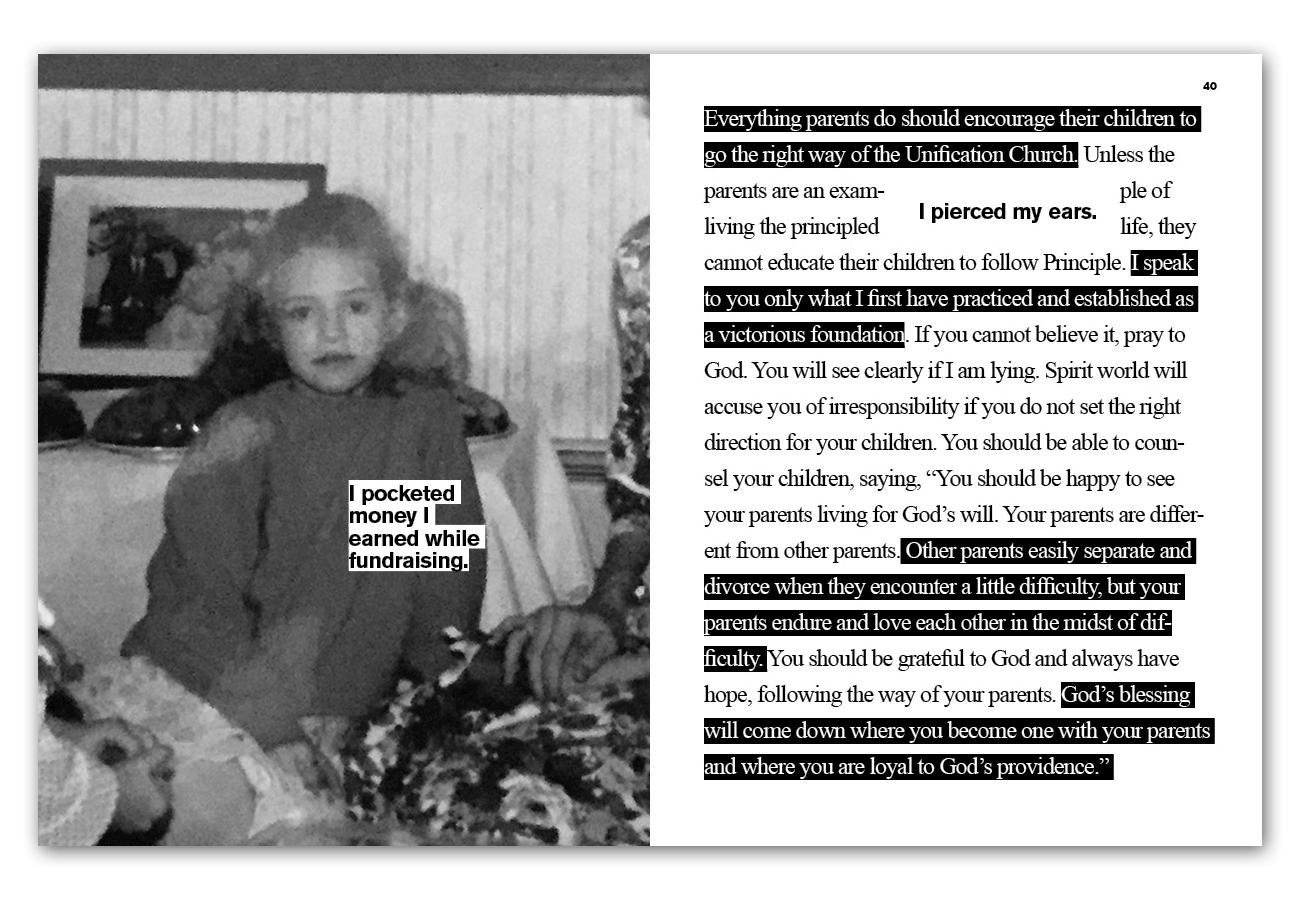 I pocketed
money I
earned while
fundraising.
40
Everything parents do should encourage their children to
go the right way of the Unification Church. Unless the
parents are an exam- ple of
I pierced my ears.
living the principled life, they
cannot educate their children to follow Principle. I speak
to you only what I first have practiced and established as
a victorious foundation. If you cannot believe it, pray to
God. You will see clearly if I am lying. Spirit world will
accuse you of irresponsibility if you do not set the right
direction for your children. You should be able to coun-
sel your children, saying, “You should be happy to see
your parents living for God’s will. Your parents are differ-
ent from other parents. Other parents easily separate and
divorce when they encounter a little difficulty, but your
parents endure and love each other in the midst of dif-
ficulty. You should be grateful to God and always have
hope, following the way of your parents. God’s blessing
will come down where you become one with your parents
and where you are loyal to God’s providence.”